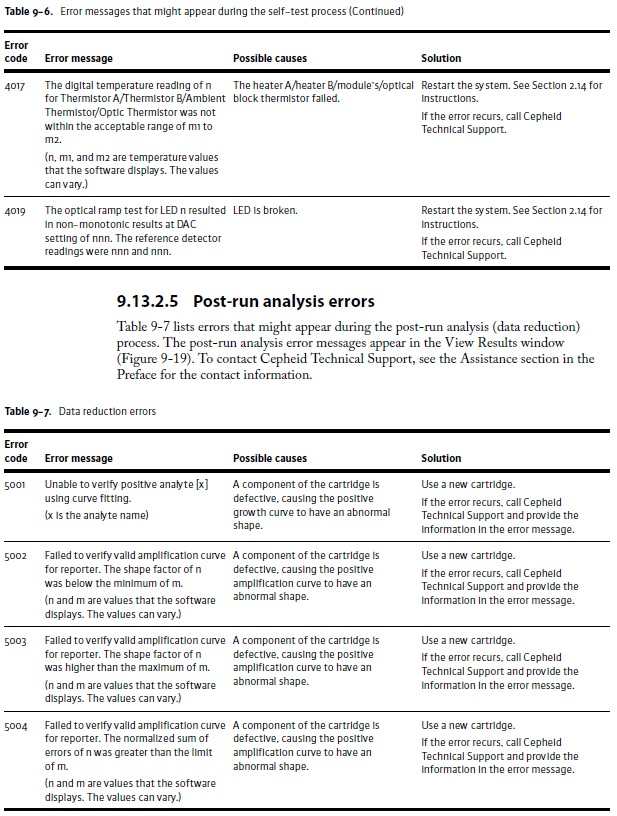 Table 9-6. Error messages that might appear during the self-test process (Continued)
Error
code Error message Possible causes Solution
4017 The digital temperature reading of n
for Thermistor A/Thermistor B/Ambient
Thermistor/Optic Thermistor was not
within the acceptable range of m1 to
m2.
(n, m1, and m2 are temperature values
that the software displays. The values
can vary.)
The heater A/heater B/module's/optical
block thermistor failed.
Restart the system. See Section 2.14 for
instructions.
If the error recurs, call Cepheid
Technical Support.
4019 The optical ramp test for LED n resulted
in non-monotonic results at DAC
setting of nnn. The reference detector
readings were nnn and nnn.
LED is broken.
Restart the system. See Section 2.14 for
instructions.
If the error recurs, call Cepheid
Technical Support.
9.13.2.5 Post-run analysis errors
Table 9-7 lists errors that might appear during the post-run analysis (data reduction)
process. The post-run analysis error messages appear in the View Results window
(Figure 9-19). To contact Cepheid Technical Support, see the Assistance section in the
Preface for the contact information.
Table 9-7. Data reduction errors
Error
code Error message Possible causes Solution
5001 Unable to verify positive analyte [x]
using curve fitting.
(x is the analyte name)
A component of the cartridge is
defective, causing the positive
growth curve to have an abnormal
shape.
Use a new cartridge.
If the error recurs, call Cepheid
Technical Support and provide the
information in the error message.
5002 Failed to verify valid amplification curve
for reporter. The shape factor of n
was below the minimum of m.
(n and m are values that the software
displays. The values can vary.)
A component of the cartridge is
defective, causing the positive
amplification curve to have an
abnormal shape.
Use a new cartridge.
If the error recurs, call Cepheid
Technical Support and provide the
information in the error message.
5003 Failed to verify valid amplification curve
for reporter. The shape factor of n
was higher than the maximum of m.
(n and m are values that the software
displays. The values can vary.)
A component of the cartridge is
defective, causing the positive
amplification curve to have an
abnormal shape.
Use a new cartridge.
If the error recurs, call Cepheid
Technical Support and provide the
information in the error message.
5004 Failed to verify valid amplification curve
for reporter. The normalized sum of
errors of n was greater than the limit
of m.
(n and m are values that the software
displays. The values can vary.)
A component of the cartridge is
defective, causing the positive
amplification curve to have an
abnormal shape.
Use a new cartridge.
If the error recurs, call Cepheid
Technical Support and provide the
information in the error message.